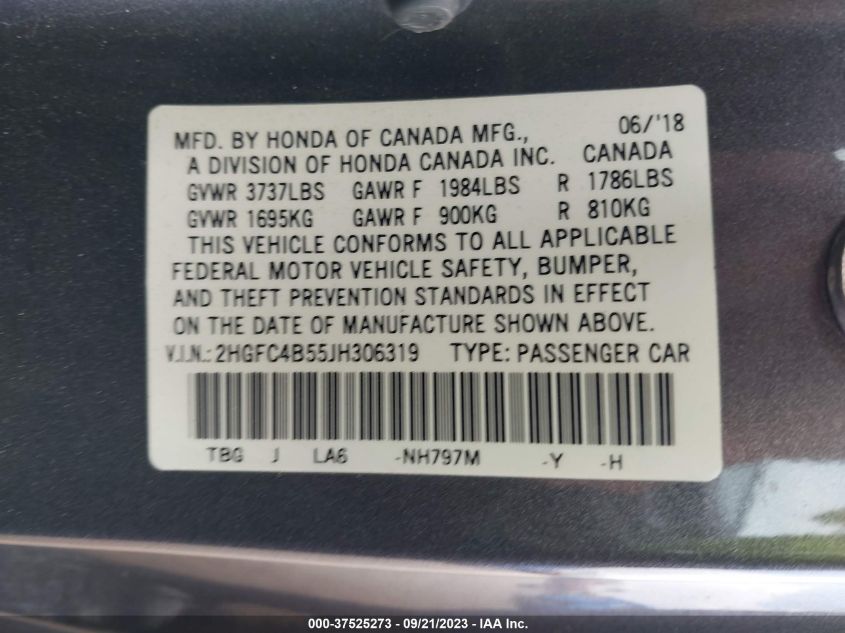 MFD. BY HONDA OF CANADA MFG., 06/'18
A DIVISION OF HONDA CANADA INC. CANADA
GVWR 3737LBS GAWR F 1984LBS R 1786LBS
GVWR 1695KG GAWR F 900KG R 810KG
THIS VEHICLE CONFORMS TO ALL APPLICABLE
FEDERAL MOTOR VEHICLE SAFETY, BUMPER,
AND THEFT PREVENTION STANDARDS IN EFFECT
ON THE DATE OF MANUFACTURE SHOWN ABOVE.
V.I.N.: 2HGFC4B55JH306319 TYPE: PASSENGER CAR
TBG J LA6 -NH797M -Y -H
000-37525273 - 09/21/2023 - IAA Inc.